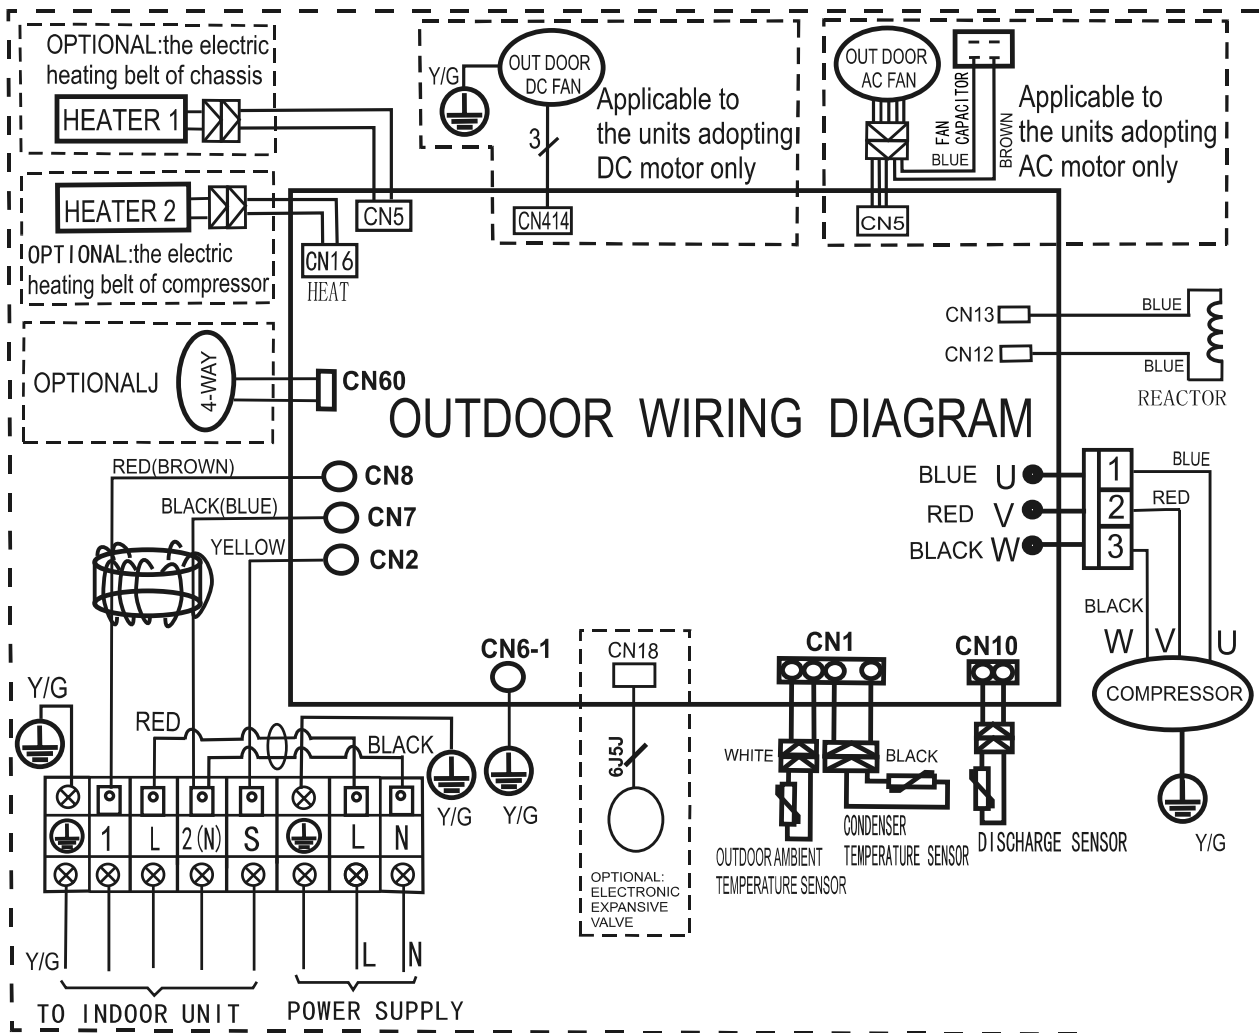 OPTIONAL:the electric
heating belt of chassis
HEATER 1
CN5
HEATER 2
OPTIONAL:the electric
heating belt of compressor
CN16
HEAT
Y/G
OUT DOOR
DC FAN
3
CN414
Applicable to
the units adopting
DC motor only
OUT DOOR
AC FAN
FAN
CAPACITOR
BLUE
BROWN
CN5
Applicable to
the units adopting
AC motor only
OPTIONALJ
4-WAY
CN60
CN13
BLUE
CN12
BLUE
REACTOR
OUTDOOR WIRING DIAGRAM
RED(BROWN)
CN8
BLACK(BLUE)
CN7
YELLOW
CN2
BLUE U
RED V
BLACK W
1
2
3
BLUE
RED
BLACK
W V U
COMPRESSOR
Y/G
CN6-1
Y/G
CN18
6J5J
OPTIONAL:
ELECTRONIC
EXPANSIVE
VALVE
CN1
WHITE
BLACK
OUTDOOR AMBIENT
TEMPERATURE SENSOR
CONDENSER
TEMPERATURE SENSOR
CN10
DISCHARGE SENSOR
Y/G
RED
BLACK
Y/G
1 L 2(N) S L N
Y/G
L N
TO INDOOR UNIT
POWER SUPPLY